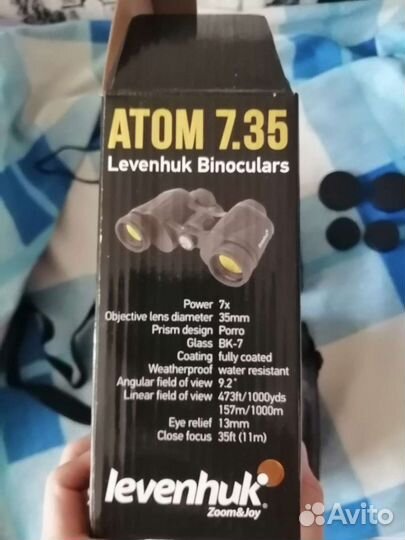 ATOM 7.35
Levenhuk Binoculars
Power 7x
Objective lens diameter 35mm
Prism design Porro
Glass BK-7
Coating fully coated
Weatherproof water resistant
Angular field of view 9.2˚
Linear field of view 473ft/1000yds
157m/1000m
Eye relief 13mm
Close focus 35ft (11m)
levenhuk
Zoom&Joy
Avito